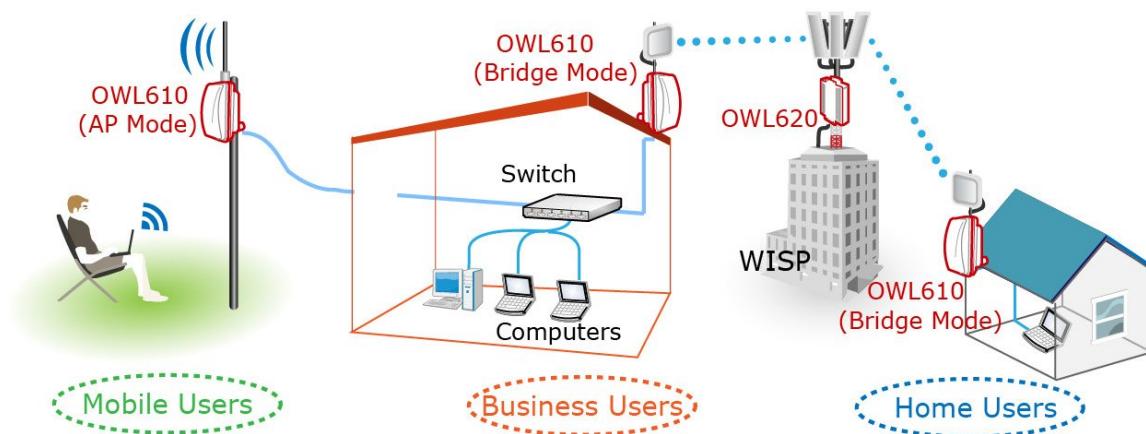 OWL610
(AP Mode)
OWL610
(Bridge Mode)
OWL620
Switch
Computers
WISP
OWL610
(Bridge Mode)
Mobile Users
Business Users
Home Users